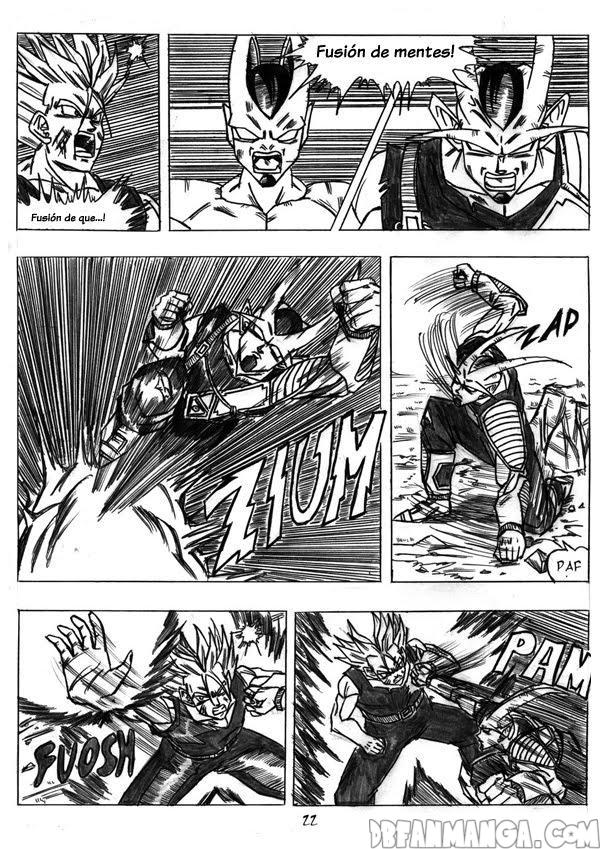 Fusión de que...!
Fusión de mentes!
ZIUM
ZAP
PAF
FUOSH
PAM
22
DBFANMANGA.COM